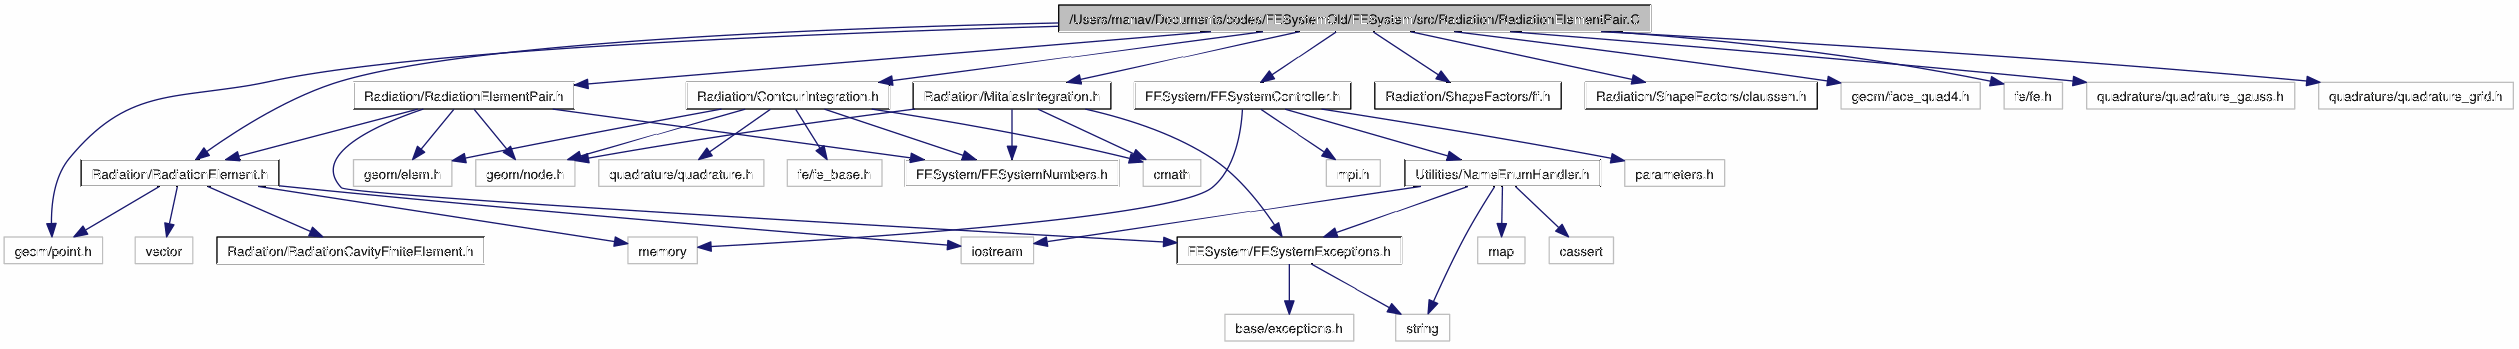 /Users/manav/Documents/codes/FESystemOld/FESystem/src/Radiation/RadiationElementPair.C
Radiation/RadiationElementPair.h
Radiation/ContourIntegration.h
Radiation/MitalasIntegration.h
FESystem/FESystemController.h
Radiation/ShapeFactors/ff.h
Radiation/ShapeFactors/claussen.h
geom/face_quad4.h
fe/fe.h
quadrature/quadrature_gauss.h
quadrature/quadrature_grid.h
Radiation/RadiationElement.h
geom/elem.h
geom/node.h
quadrature/quadrature.h
fe/fe_base.h
FESystem/FESystemNumbers.h
cmath
mpi.h
Utilities/NameEnumHandler.h
parameters.h
geom/point.h
vector
Radiation/RadiationCavityFiniteElement.h
memory
iostream
FESystem/FESystemExceptions.h
map
cassert
base/exceptions.h
string